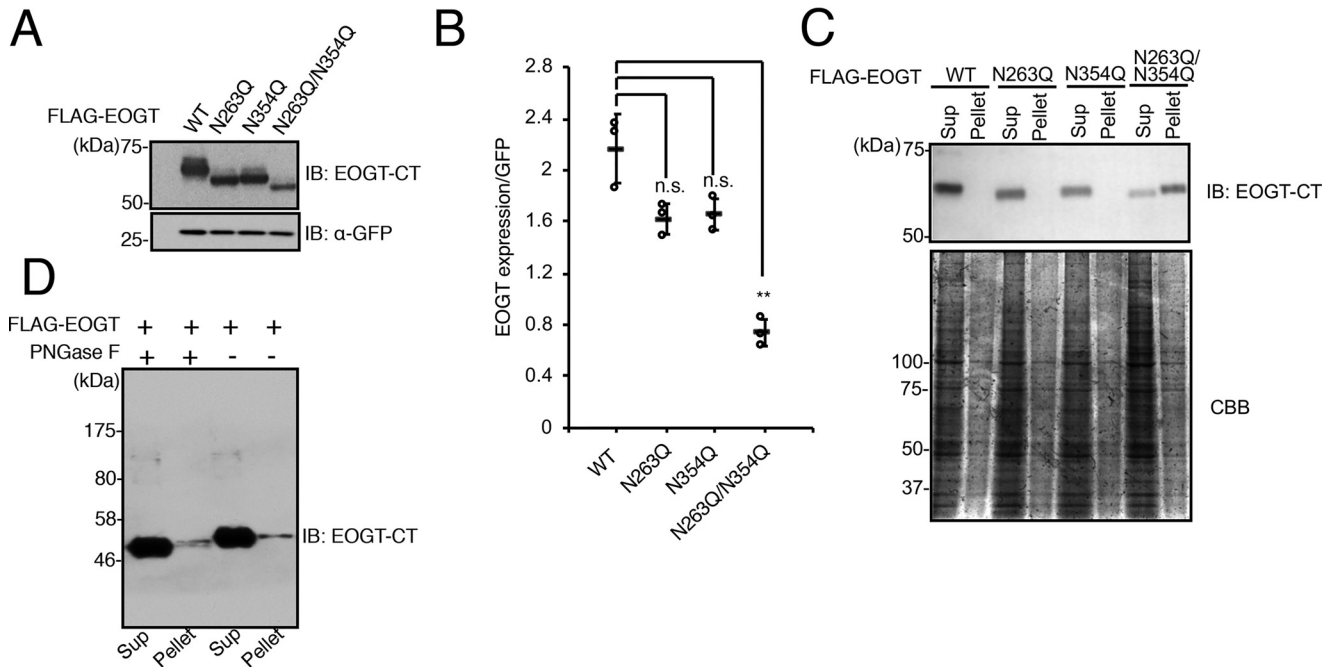 A
FLAG-EOGT
WT
N263Q
N354Q
N263Q/N354Q
(kDa)
75-
50-
25-
IB: EOGT-CT
IB: α-GFP
B
EOGT expression/GFP
2.8
2.4
2
1.6
1.2
0.8
0.4
0
n.s.
n.s.
**
WT
N263Q
N354Q
N263Q/N354Q
C
FLAG-EOGT
WT
N263Q
N354Q
N263Q/
N354Q
Sup
Pellet
Sup
Pellet
Sup
Pellet
Sup
Pellet
(kDa)
75-
50-
IB: EOGT-CT
100-
75-
50-
37-
CBB
D
FLAG-EOGT + + + +
PNGase F + + - -
(kDa)
175-
80-
58-
46-
IB: EOGT-CT
Sup
Pellet
Sup
Pellet